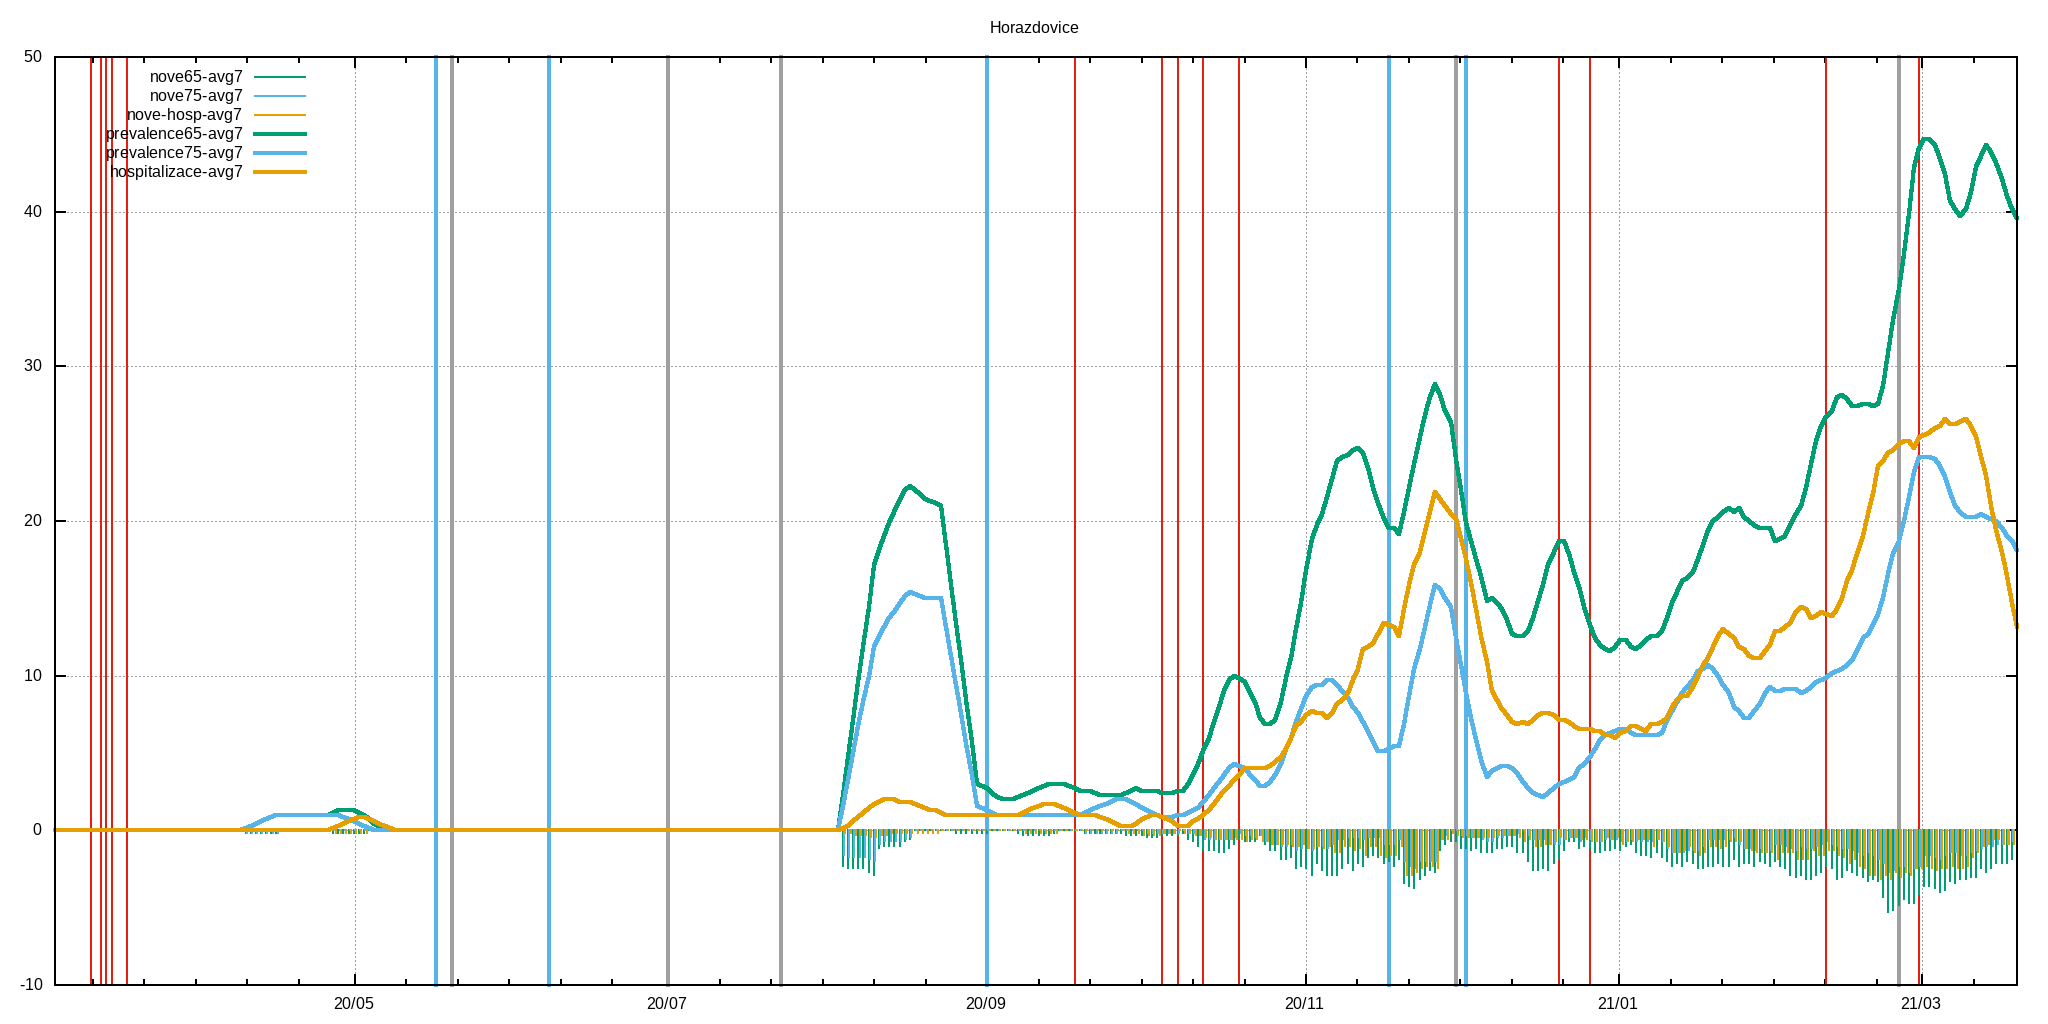 Horazdovice
50
40
30
20
10
0
-10
nove65-avg7
nove75-avg7
nove-hosp-avg7
prevalence65-avg7
prevalence75-avg7
hospitalizace-avg7
20/05
20/07
20/09
20/11
21/01
21/03